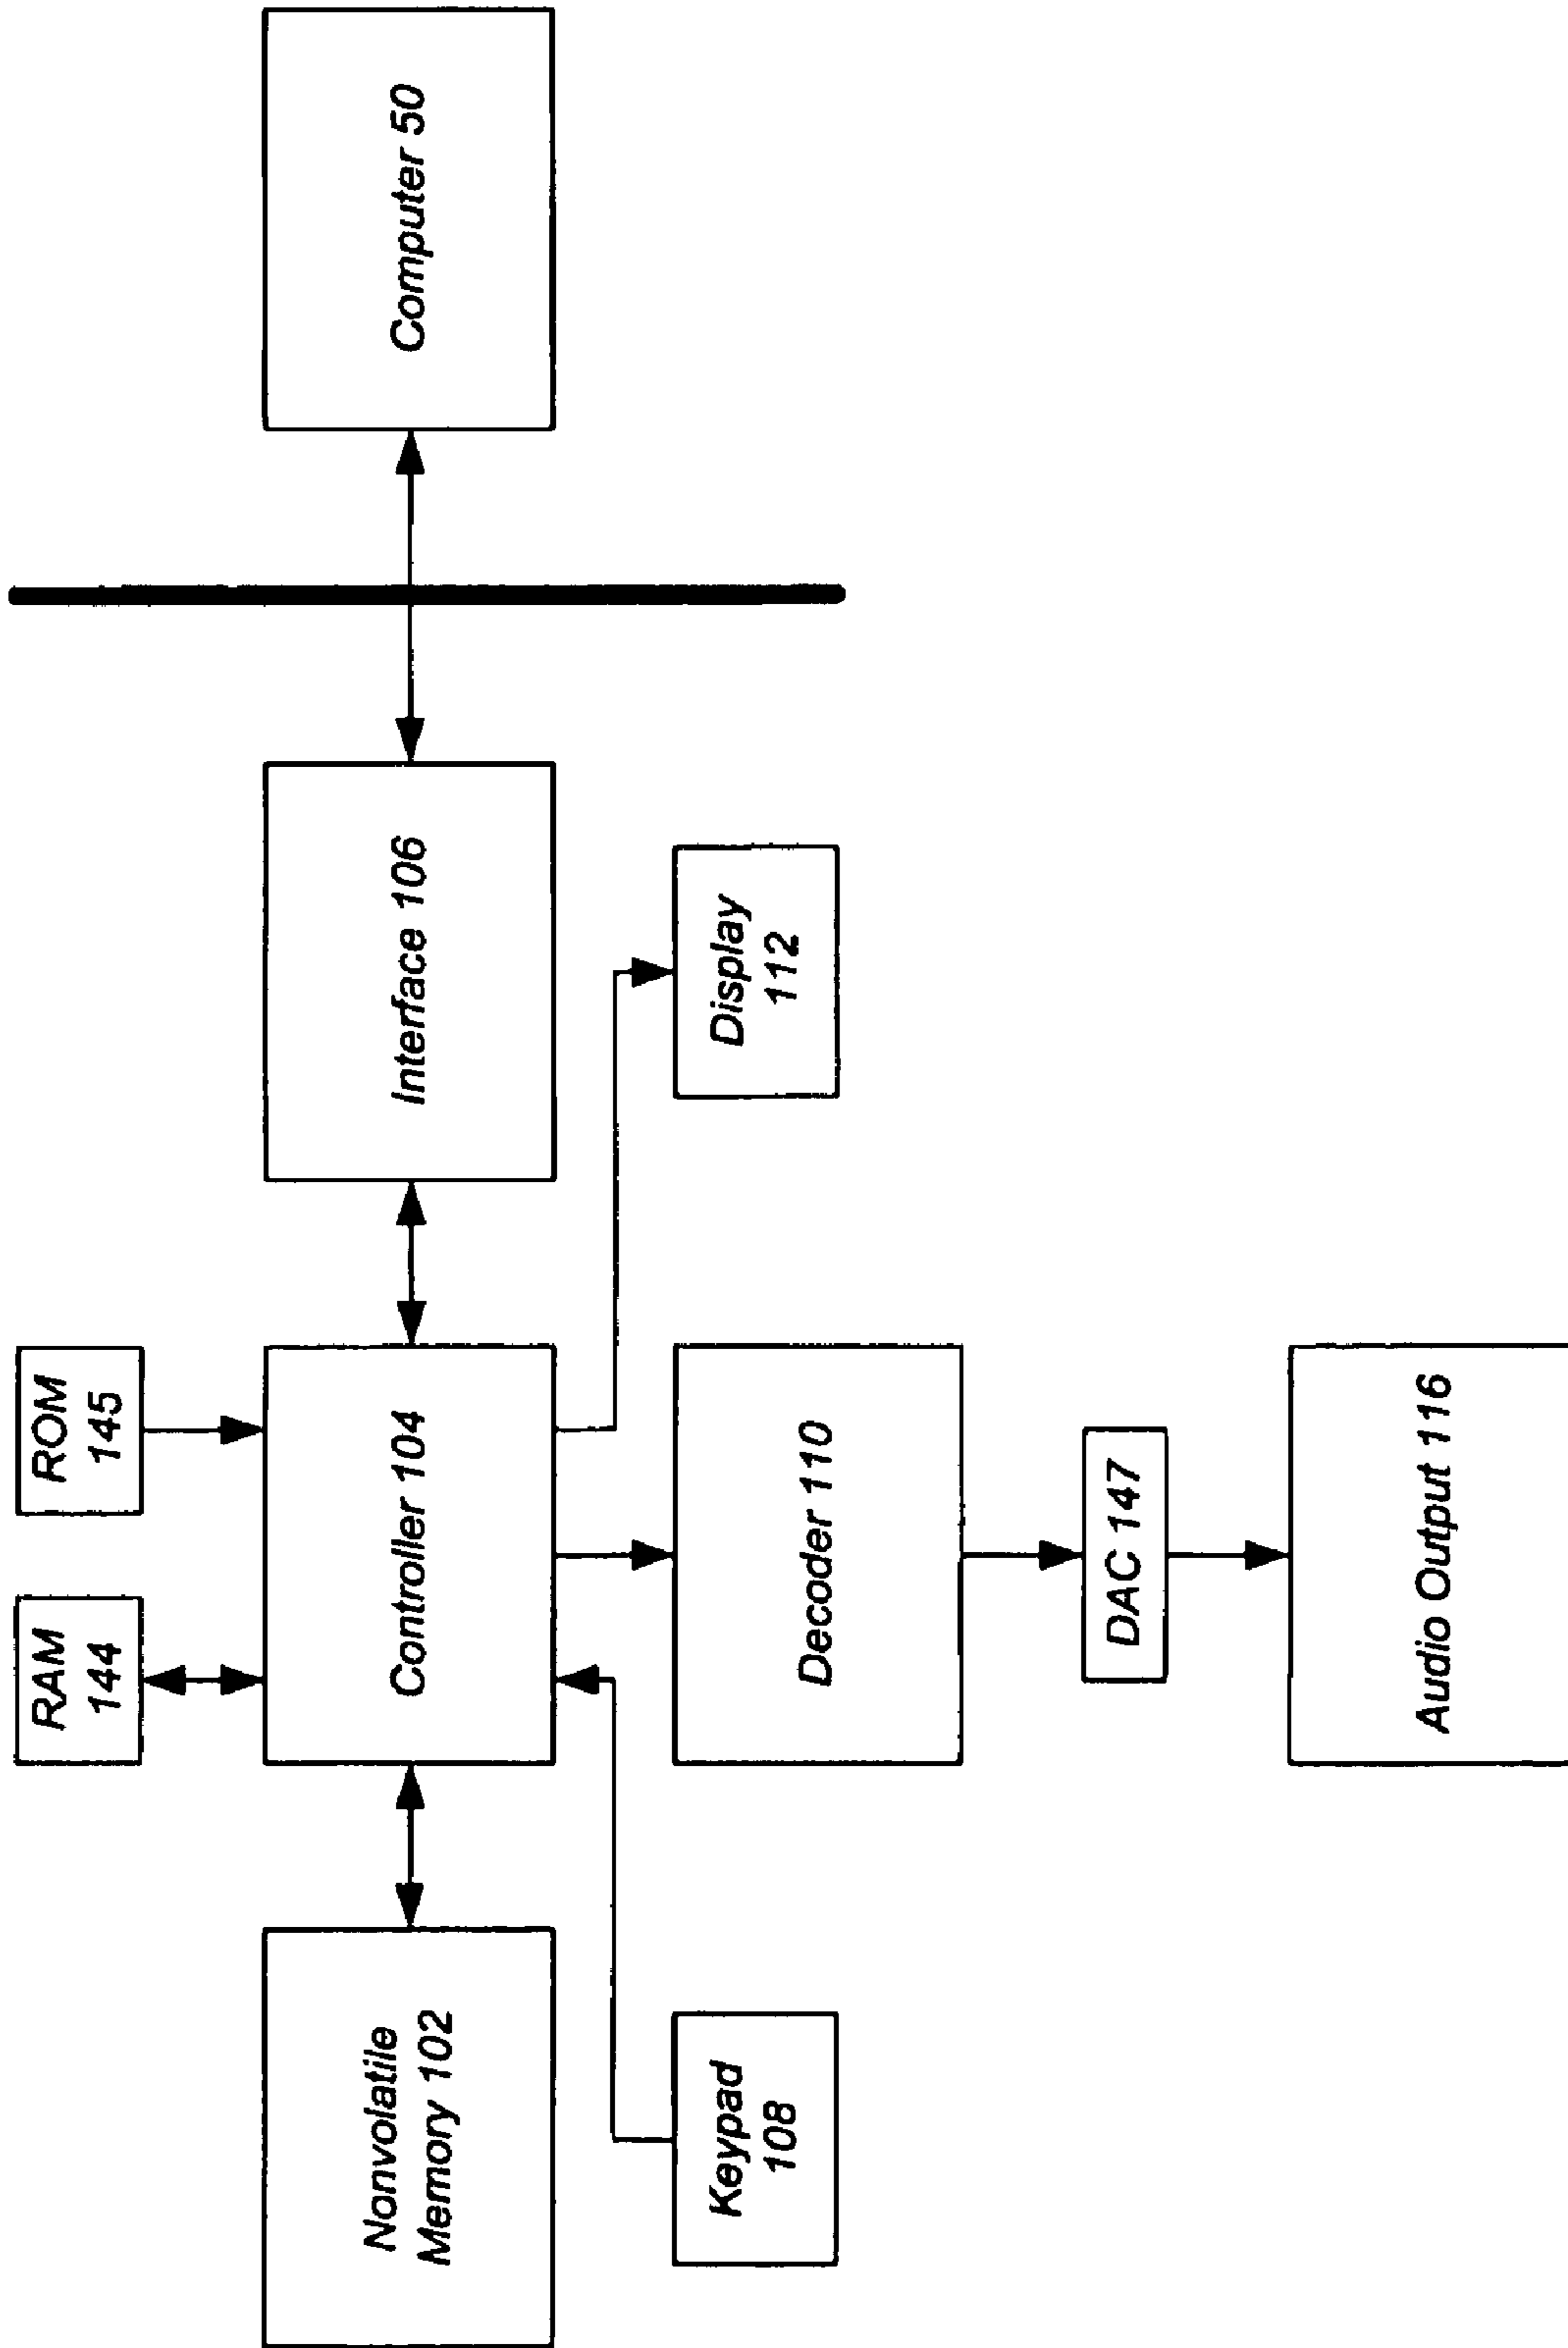 RAM
144
ROM
145
Nonvolatile
Memory 102
Controller 104
Interface 106
Computer 50
Keypad
108
Decoder 110
Display
112
DAC 147
Audio Output 116